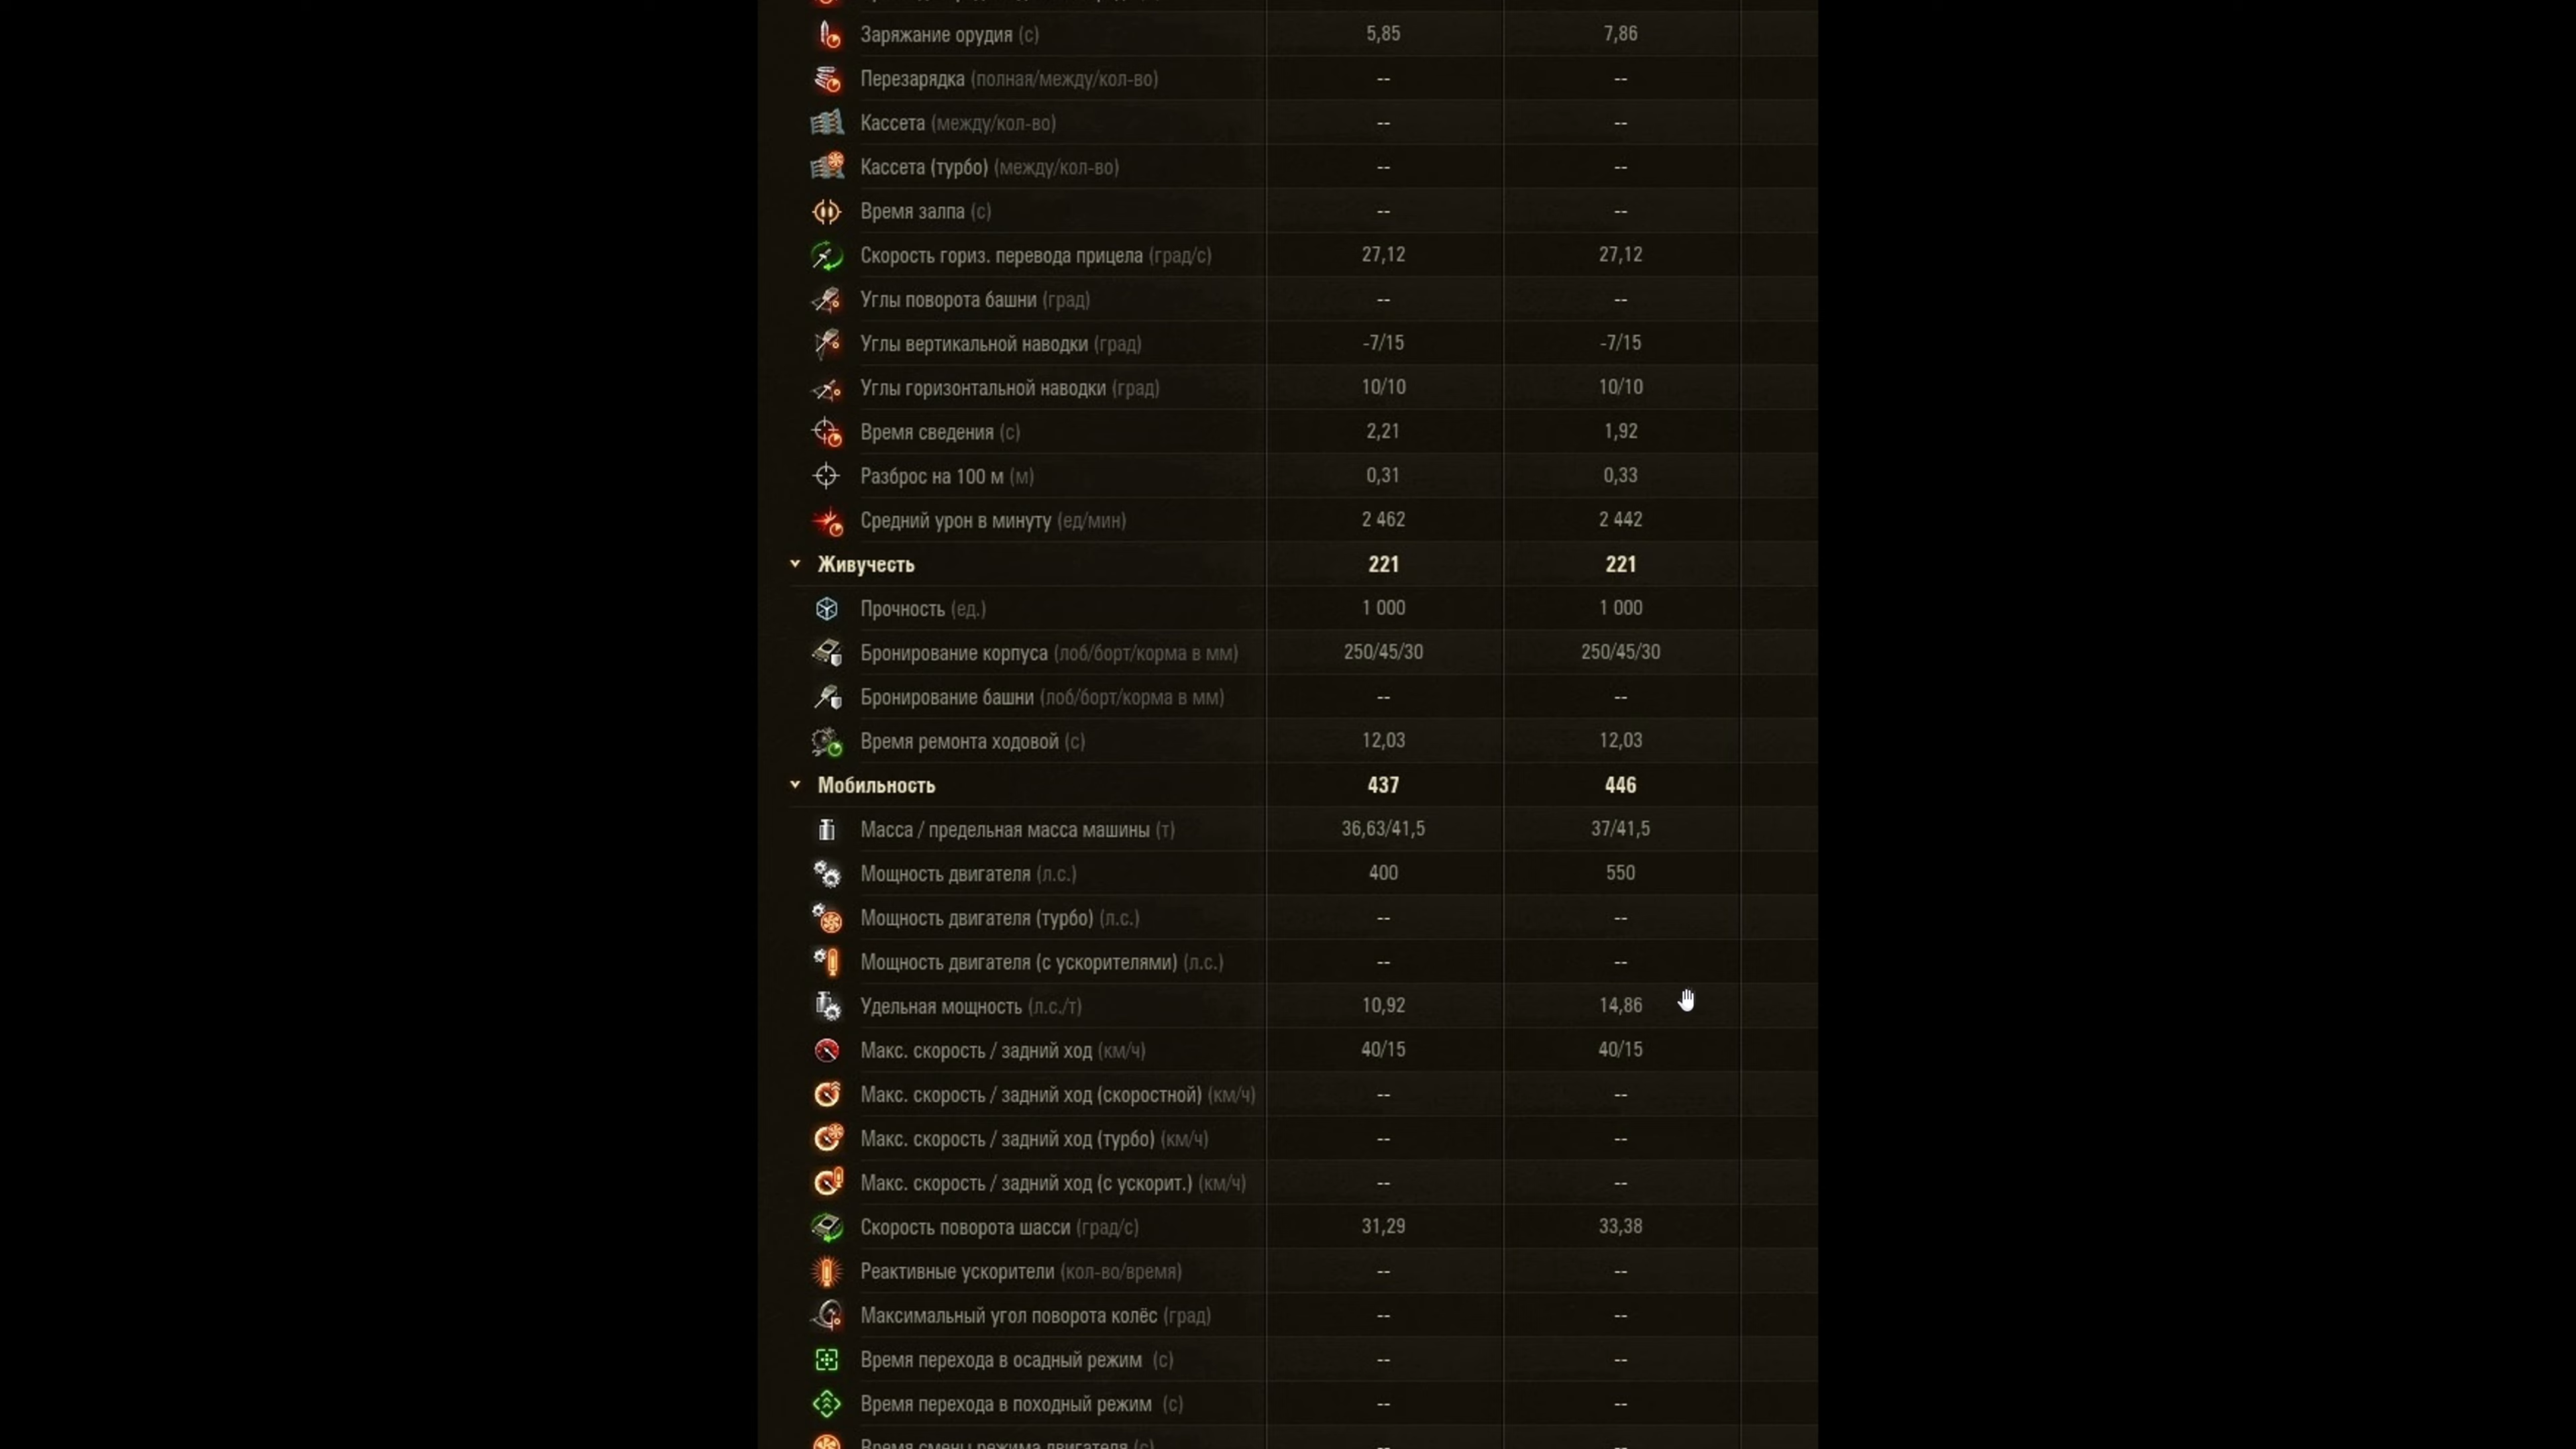 Заряжание орудия (с) 5,85 7,86
Перезарядка (полная/между/кол-во) -- --
Кассета (между/кол-во) -- --
Кассета (турбо) (между/кол-во) -- --
Время залпа (с) -- --
Скорость гориз. перевода прицела (град/с) 27,12 27,12
Углы поворота башни (град) -- --
Углы вертикальной наводки (град) -7/15 -7/15
Углы горизонтальной наводки (град) 10/10 10/10
Время сведения (с) 2,21 1,92
Разброс на 100 м (м) 0,31 0,33
Средний урон в минуту (ед/мин) 2 462 2 442
Живучесть 221 221
Прочность (ед.) 1 000 1 000
Бронирование корпуса (лоб/борт/корма в мм) 250/45/30 250/45/30
Бронирование башни (лоб/борт/корма в мм) -- --
Время ремонта ходовой (с) 12,03 12,03
Мобильность 437 446
Масса / предельная масса машины (т) 36,63/41,5 37/41,5
Мощность двигателя (л.с.) 400 550
Мощность двигателя (турбо) (л.с.) -- --
Мощность двигателя (с ускорителями) (л.с.) -- --
Удельная мощность (л.с./т) 10,92 14,86
Макс. скорость / задний ход (км/ч) 40/15 40/15
Макс. скорость / задний ход (скоростной) (км/ч) -- --
Макс. скорость / задний ход (турбо) (км/ч) -- --
Макс. скорость / задний ход (с ускорит.) (км/ч) -- --
Скорость поворота шасси (град/с) 31,29 33,38
Реактивные ускорители (кол-во/время) -- --
Максимальный угол поворота колёс (град) -- --
Время перехода в осадный режим (с) -- --
Время перехода в походный режим (с) -- --
Время смены режима двигателя (с) -- --